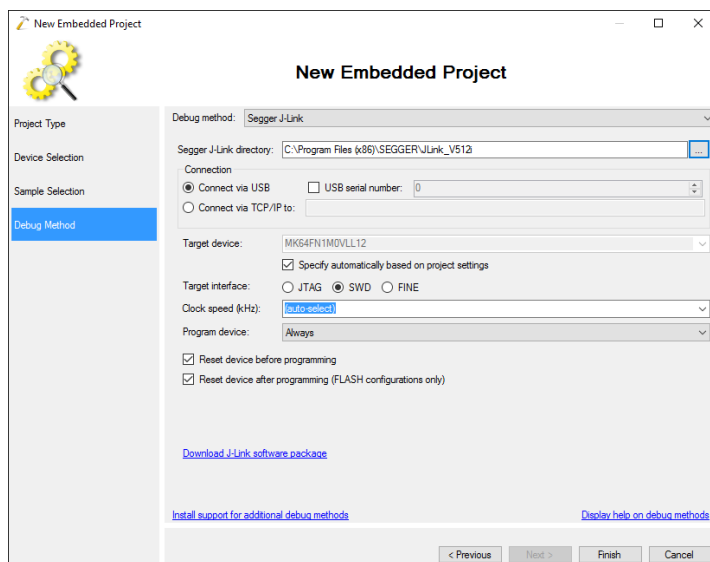 New Embedded Project
New Embedded Project
Project Type
Device Selection
Sample Selection
Debug Method
Debug method: Segger J-Link
Segger J-Link directory: C:\Program Files (x86)\SEGGER\JLink_V512i ...
Connection
Connect via USB USB serial number: 0
Connect via TCP/IP to:
Target device: MK64FN1M0VLL12
Specify automatically based on project settings
Target interface: JTAG SWD FINE
Clock speed (kHz): (auto-select)
Program device: Always
Reset device before programming
Reset device after programming (FLASH configurations only)
Download J-Link software package
Install support for additional debug methods Display help on debug methods
< Previous Next > Finish Cancel